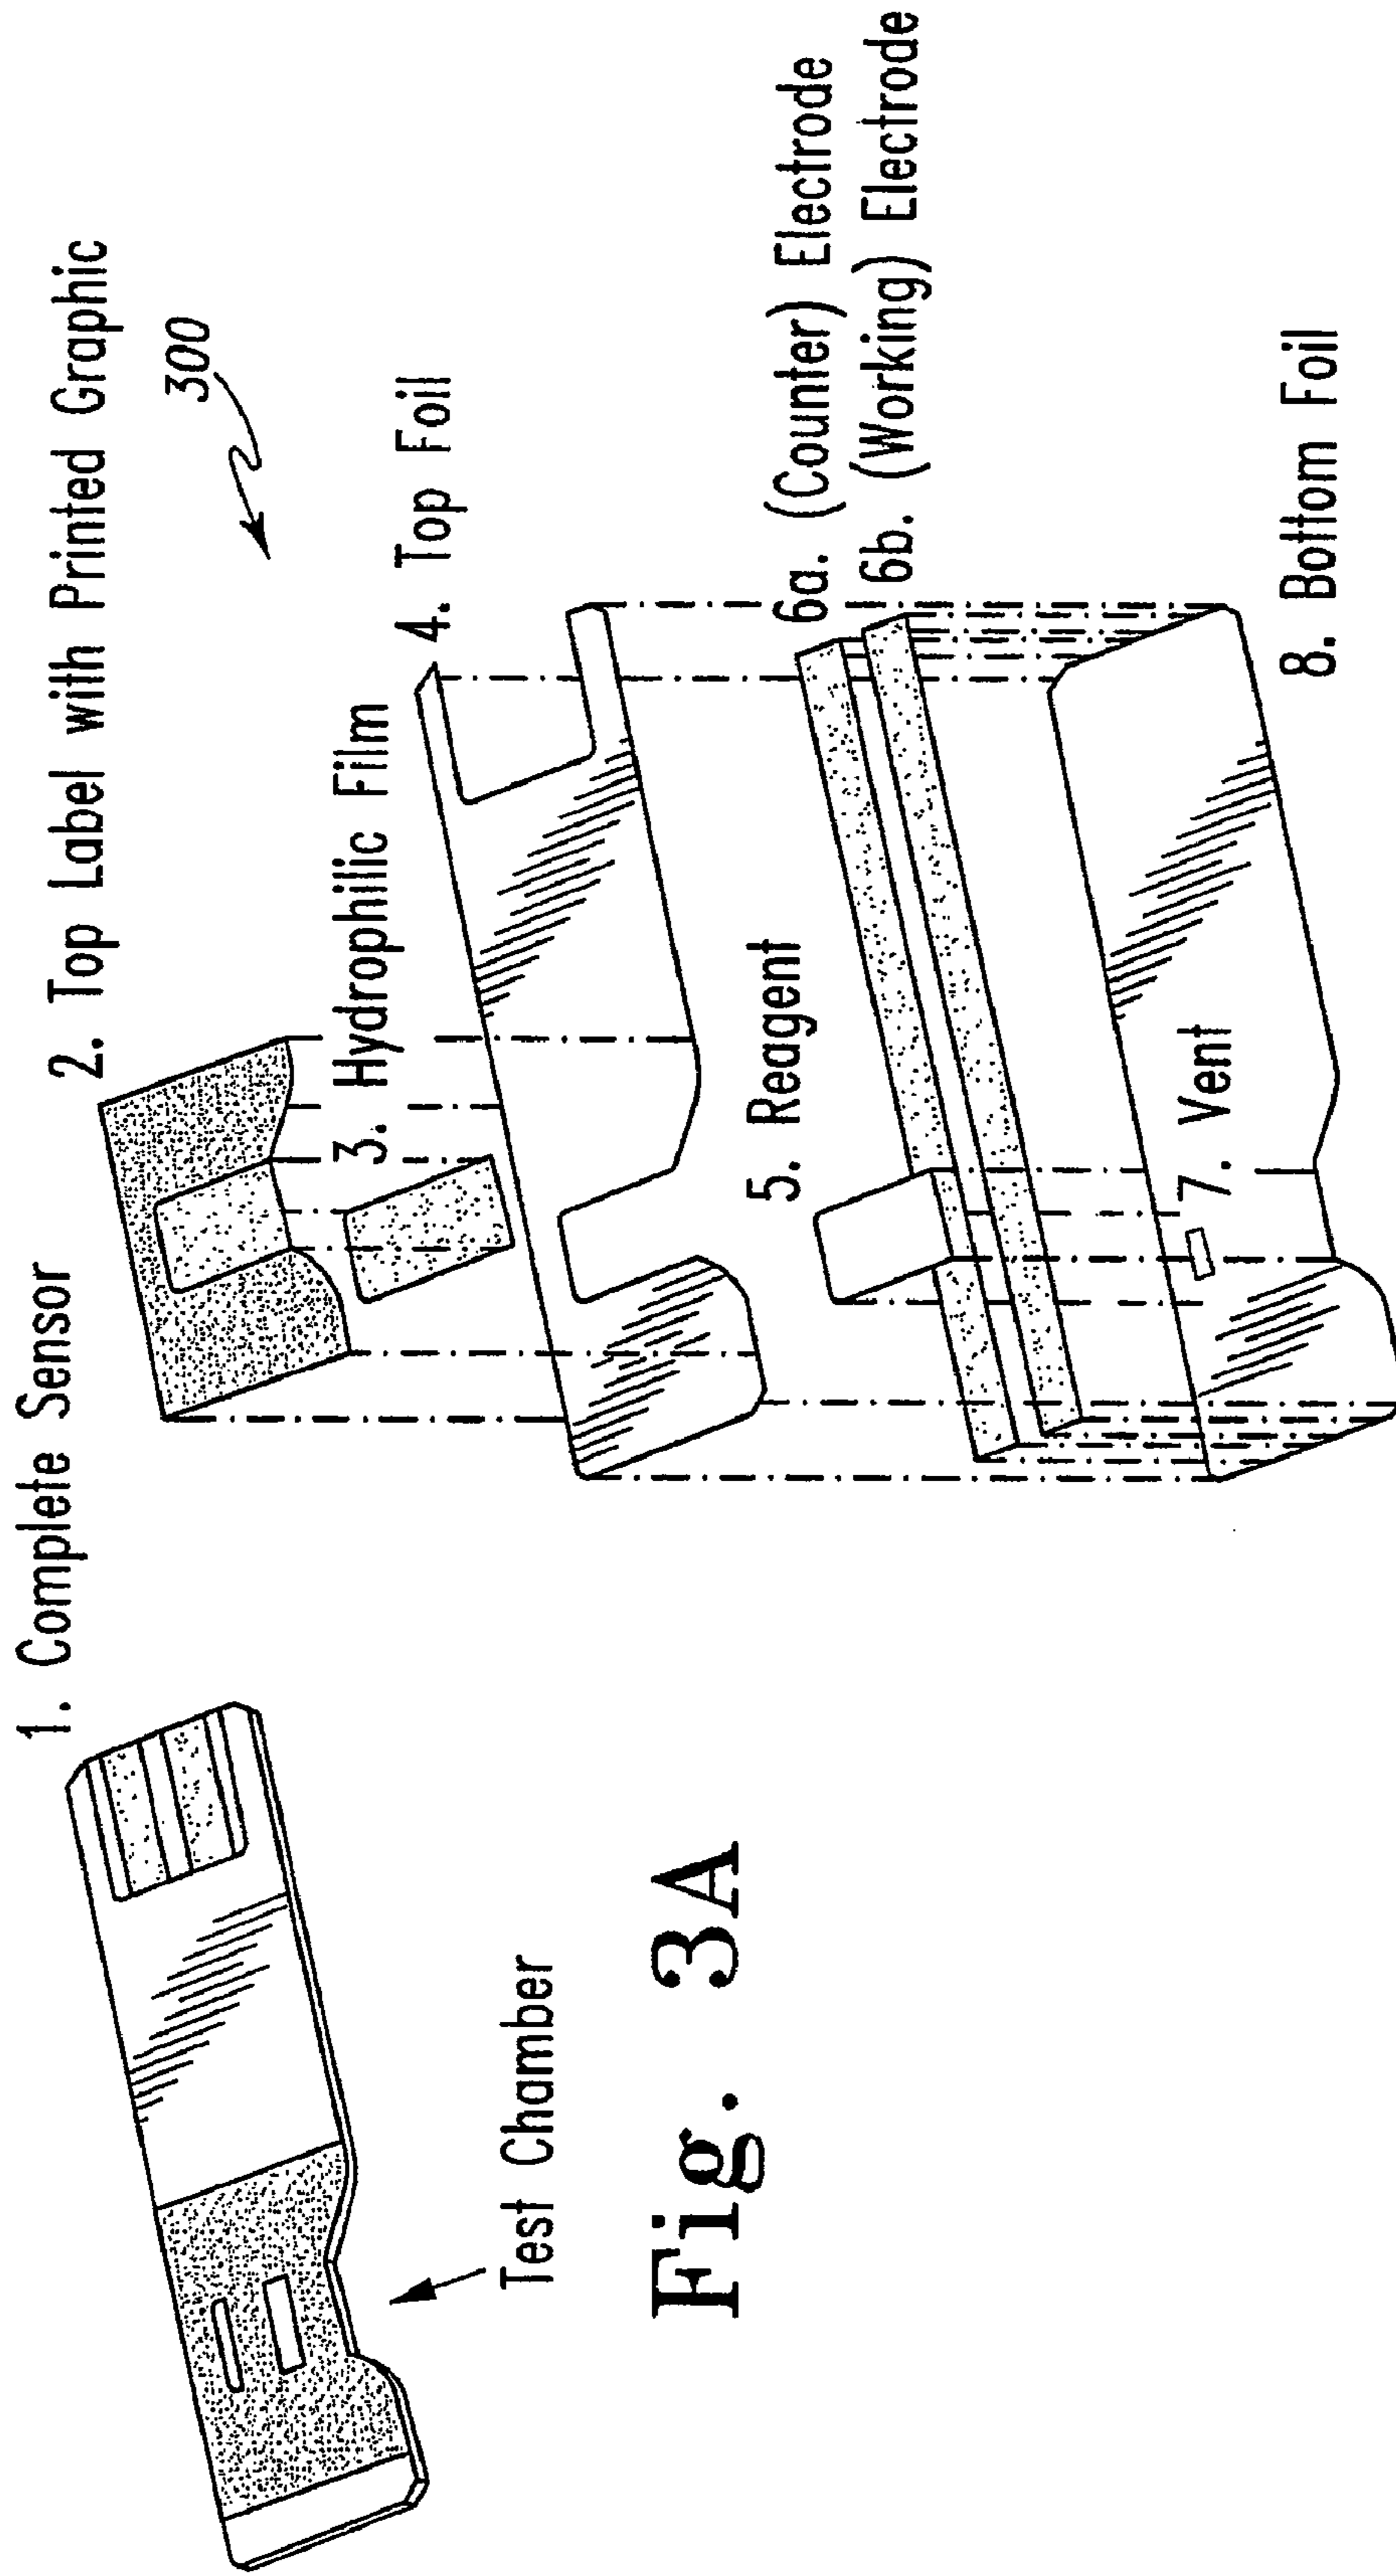 1. Complete Sensor
2. Top Label with Printed Graphic
300
3. Hydrophilic Film
4. Top Foil
5. Reagent
6a. (Counter) Electrode
6b. (Working) Electrode
7. Vent
8. Bottom Foil
Test Chamber
Fig. 3A